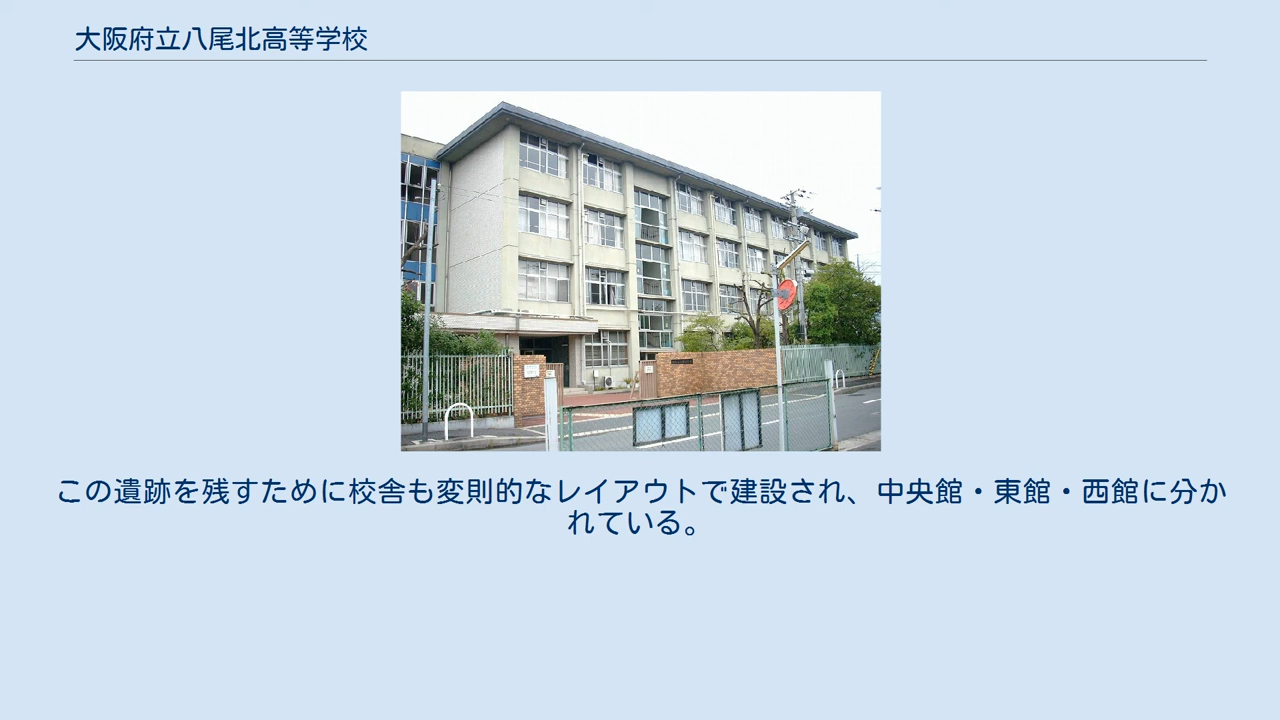 大阪府立八尾北高等学校
この遺跡を残すために校舎も変則的なレイアウトで建設され、中央館・東館・西館に分か
れている。